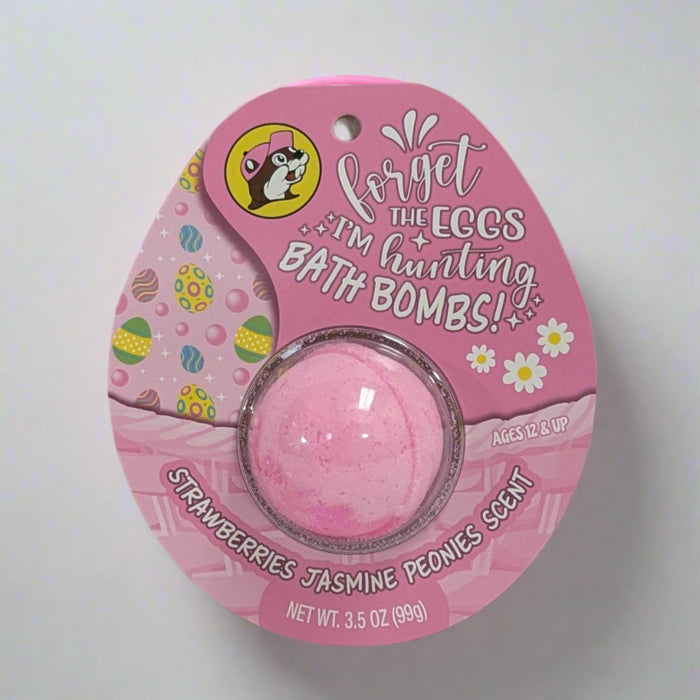 forget
THE EGGS
I'M hunting
BATH BOMBS!
AGES 12 & UP
STRAWBERRIES JASMINE PEONIES SCENT
NET WT. 3.5 OZ (99g)